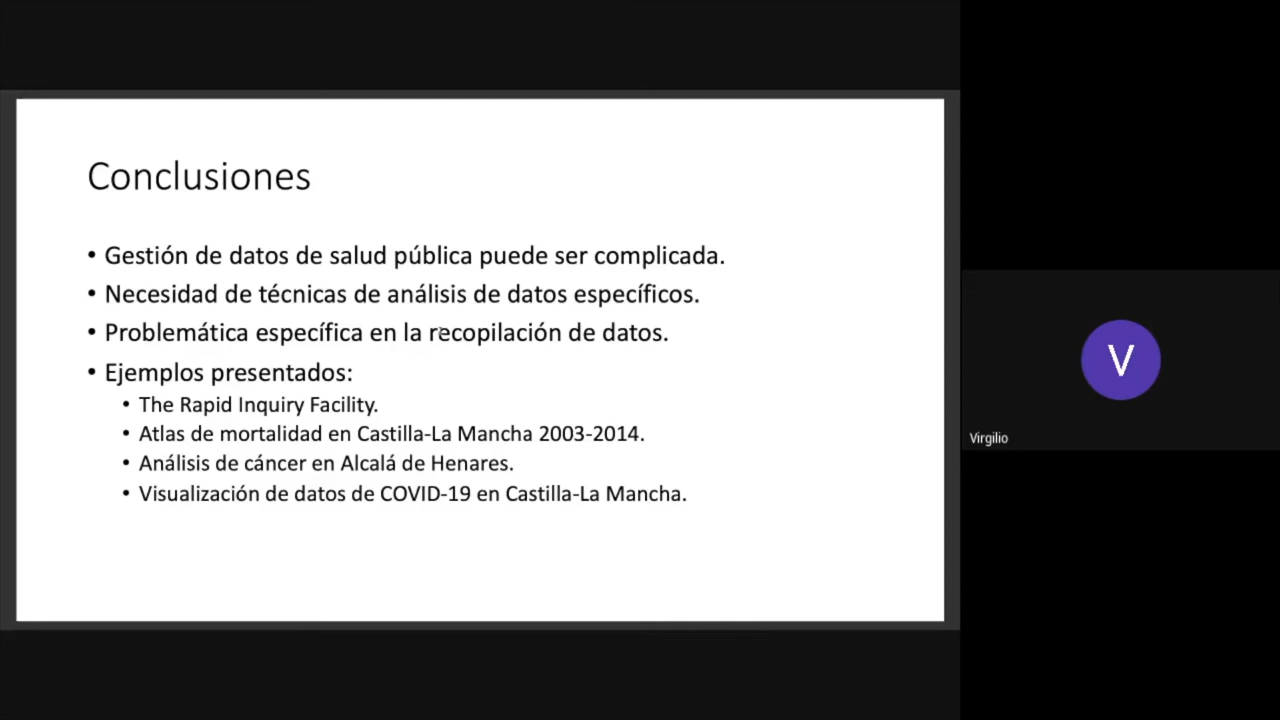 Conclusiones
• Gestión de datos de salud pública puede ser complicada.
• Necesidad de técnicas de análisis de datos específicos.
• Problemática específica en la recopilación de datos.
• Ejemplos presentados:
• The Rapid Inquiry Facility.
• Atlas de mortalidad en Castilla-La Mancha 2003-2014.
• Análisis de cáncer en Alcalá de Henares.
• Visualización de datos de COVID-19 en Castilla-La Mancha.
V
Virgilio